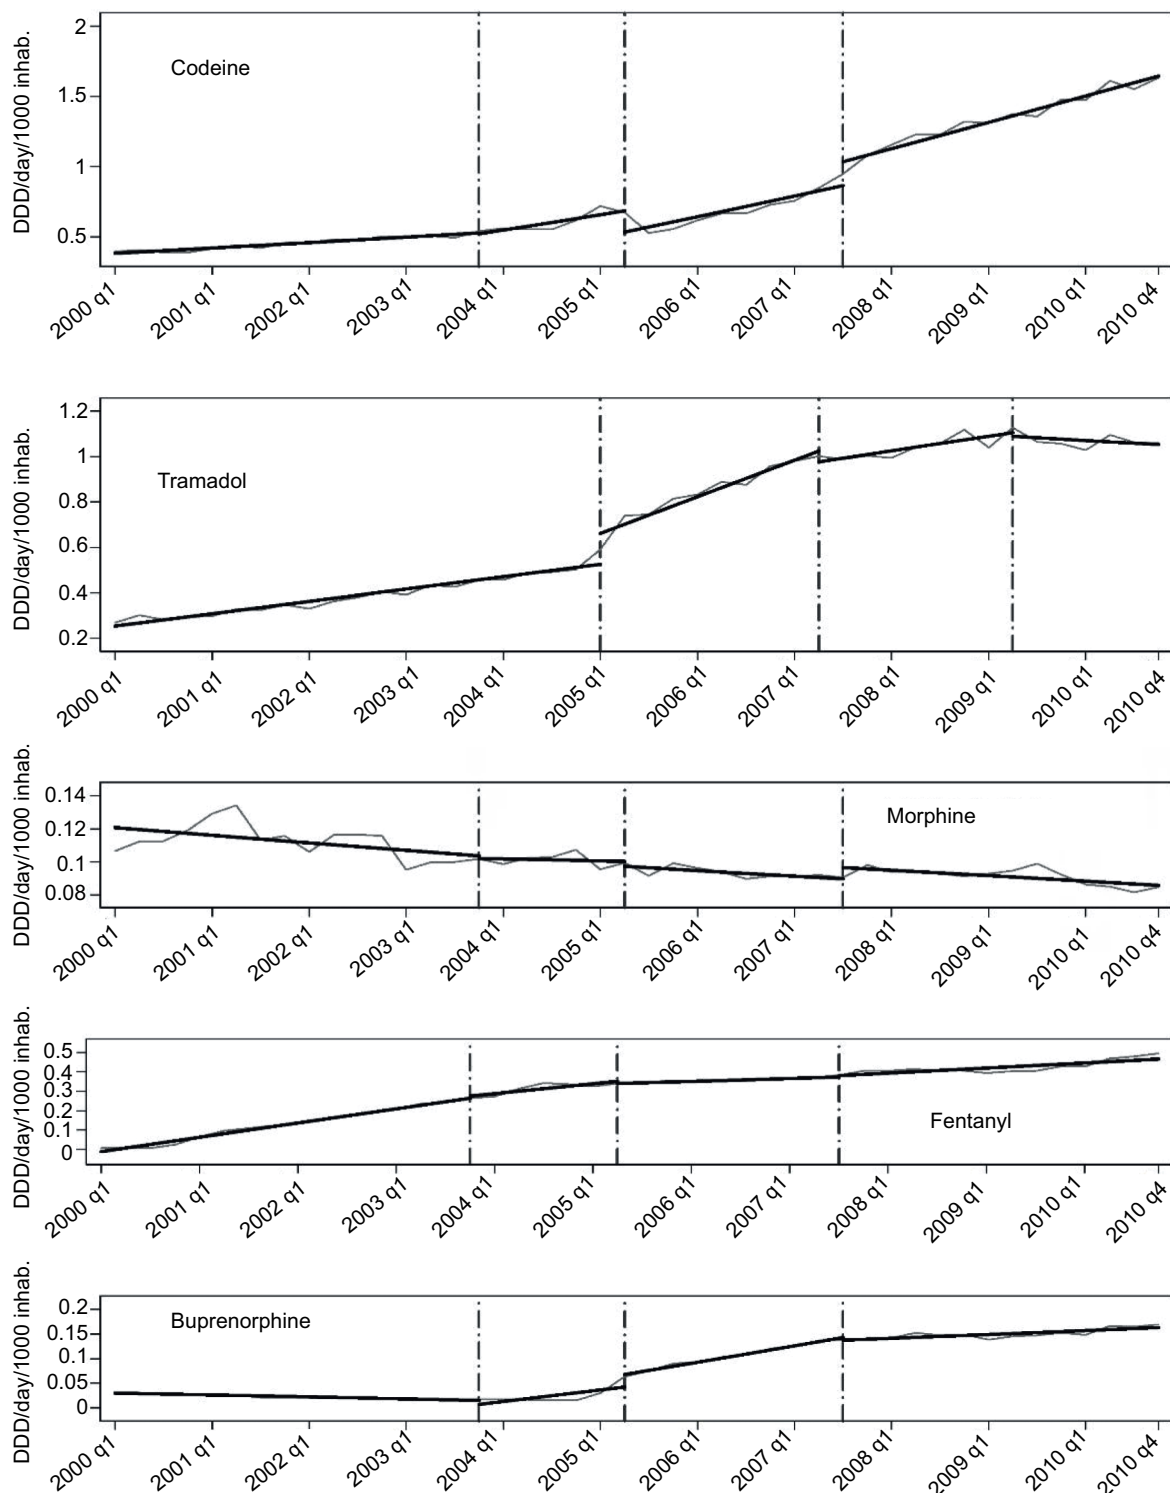 DDD/day/1000 inhab.
Codeine
2
1.5
1
0.5
2000 q1
2001 q1
2002 q1
2003 q1
2004 q1
2005 q1
2006 q1
2007 q1
2008 q1
2009 q1
2010 q1
2010 q4
DDD/day/1000 inhab.
Tramadol
1.2
1
0.8
0.6
0.4
0.2
2000 q1
2001 q1
2002 q1
2003 q1
2004 q1
2005 q1
2006 q1
2007 q1
2008 q1
2009 q1
2010 q1
2010 q4
DDD/day/1000 inhab.
Morphine
0.14
0.12
0.1
0.08
2000 q1
2001 q1
2002 q1
2003 q1
2004 q1
2005 q1
2006 q1
2007 q1
2008 q1
2009 q1
2010 q1
2010 q4
DDD/day/1000 inhab.
Fentanyl
0.5
0.4
0.3
0.2
0.1
0
2000 q1
2001 q1
2002 q1
2003 q1
2004 q1
2005 q1
2006 q1
2007 q1
2008 q1
2009 q1
2010 q1
2010 q4
DDD/day/1000 inhab.
Buprenorphine
0.2
0.15
0.1
0.05
0
2000 q1
2001 q1
2002 q1
2003 q1
2004 q1
2005 q1
2006 q1
2007 q1
2008 q1
2009 q1
2010 q1
2010 q4